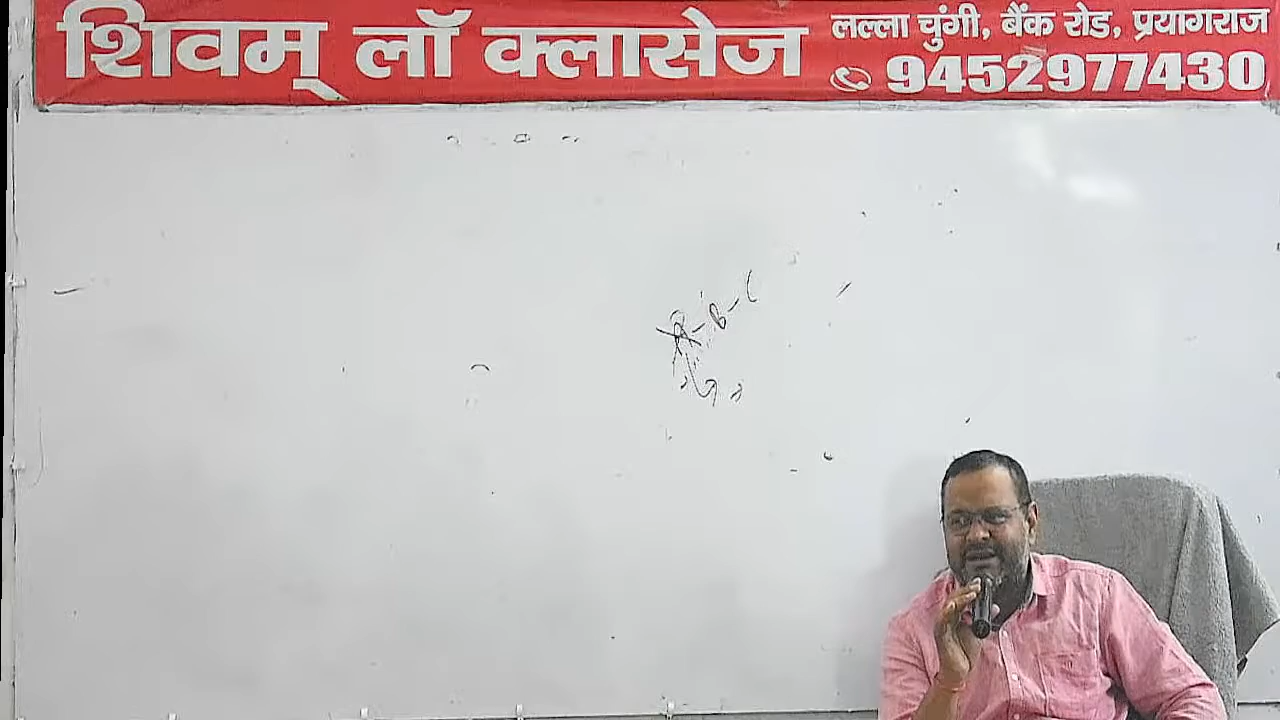 शिवम् लॉ क्लासेज
लल्ला चुंगी, बैंक रोड, प्रयागराज
9452977430
- B - C